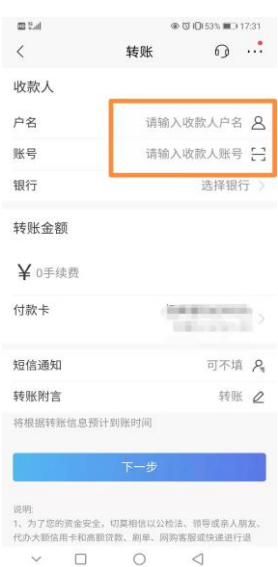 53% 17:31
转账
收款人
户名 请输入收款人户名
账号 请输入收款人账号
银行 选择银行
转账金额
¥ 0手续费
付款卡
短信通知 可不填
转账附言 转账
将根据转账信息预计到账时间
下一步
说明:
1、为了您的资金安全，切莫相信以公检法、领导或亲人朋友、
代办大额信用卡和高额贷款、刷单、网购客服或快递进行退